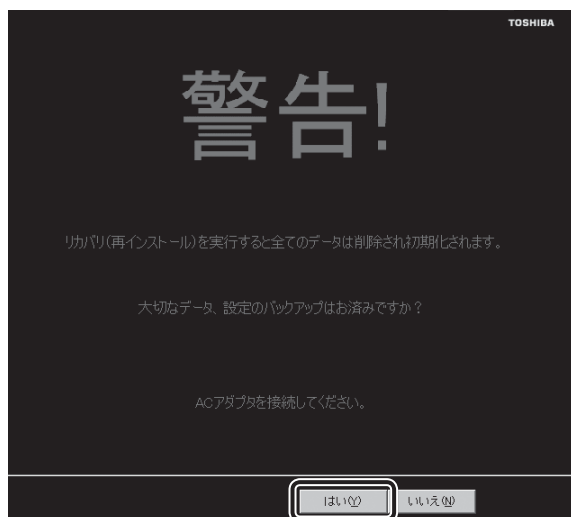 TOSHIBA
警告!
リカバリ(再インストール)を実行すると全てのデータは削除され初期化されます。
大切なデータ、設定のバックアップはお済みですか？
ACアダプタを接続してください。
はい(Y) いいえ(N)